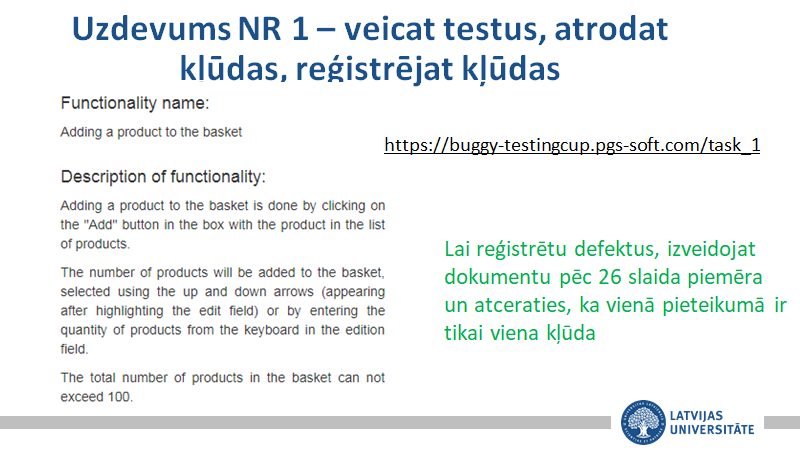 Uzdevums NR 1 – veicat testus, atrodat
kļūdas, reģistrējat kļūdas
Functionality name:
Adding a product to the basket
https://buggy-testingcup.pgs-soft.com/task_1
Description of functionality:
Adding a product to the basket is done by clicking on
the "Add" button in the box with the product in the list
of products.
The number of products will be added to the basket,
selected using the up and down arrows (appearing
after highlighting the edit field) or by entering the
quantity of products from the keyboard in the edition
field.
The total number of products in the basket can not
exceed 100.
Lai reģistrētu defektus, izveidojat
dokumentu pēc 26 slaida piemēra
un atceraties, ka vienā pieteikumā ir
tikai viena kļūda
LATVIJAS
UNIVERSITĀTE